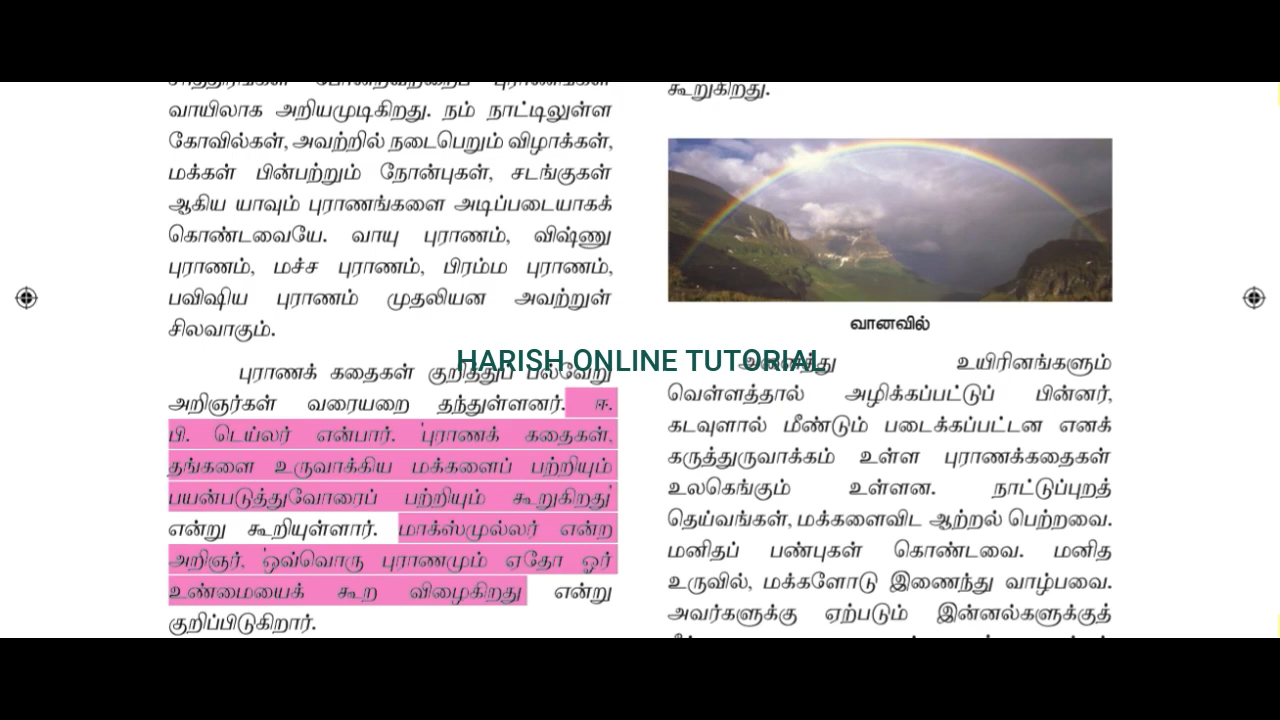 வாயிலாக அறியமுடிகிறது. நம் நாட்டிலுள்ள
கோவில்கள், அவற்றில் நடைபெறும் விழாக்கள்,
மக்கள் பின்பற்றும் நோன்புகள், சடங்குகள்
ஆகிய யாவும் புராணங்களை அடிப்படையாகக்
கொண்டவையே. வாயு புராணம், விஷ்ணு
புராணம், மச்ச புராணம், பிரம்ம புராணம்,
பவிஷிய புராணம் முதலியன அவற்றுள்
சிலவாகும்.
புராணக் கதைகள் குறித்துப் பல்வேறு
அறிஞர்கள் வரையறை தந்துள்ளனர். ஈ.
பி. டெய்லர் என்பார். 'புராணக் கதைகள்,
தங்களை உருவாக்கிய மக்களைப் பற்றியும்
பயன்படுத்துவோரைப் பற்றியும் கூறுகிறது'
என்று கூறியுள்ளார். மாக்ஸ்முல்லர் என்ற
அறிஞர், 'ஒவ்வொரு புராணமும் ஏதோ ஓர்
உண்மையைக் கூற விழைகிறது' என்று
குறிப்பிடுகிறார்.
HARISH ONLINE TUTORIAL
கூறுகிறது.
வானவில்
அனைத்து உயிரினங்களும்
வெள்ளத்தால் அழிக்கப்பட்டுப் பின்னர்,
கடவுளால் மீண்டும் படைக்கப்பட்டன எனக்
கருத்துருவாக்கம் உள்ள புராணக்கதைகள்
உலகெங்கும் உள்ளன. நாட்டுப்புறத்
தெய்வங்கள், மக்களைவிட ஆற்றல் பெற்றவை.
மனிதப் பண்புகள் கொண்டவை. மனித
உருவில், மக்களோடு இணைந்து வாழ்பவை.
அவர்களுக்கு ஏற்படும் இன்னல்களுக்குத்